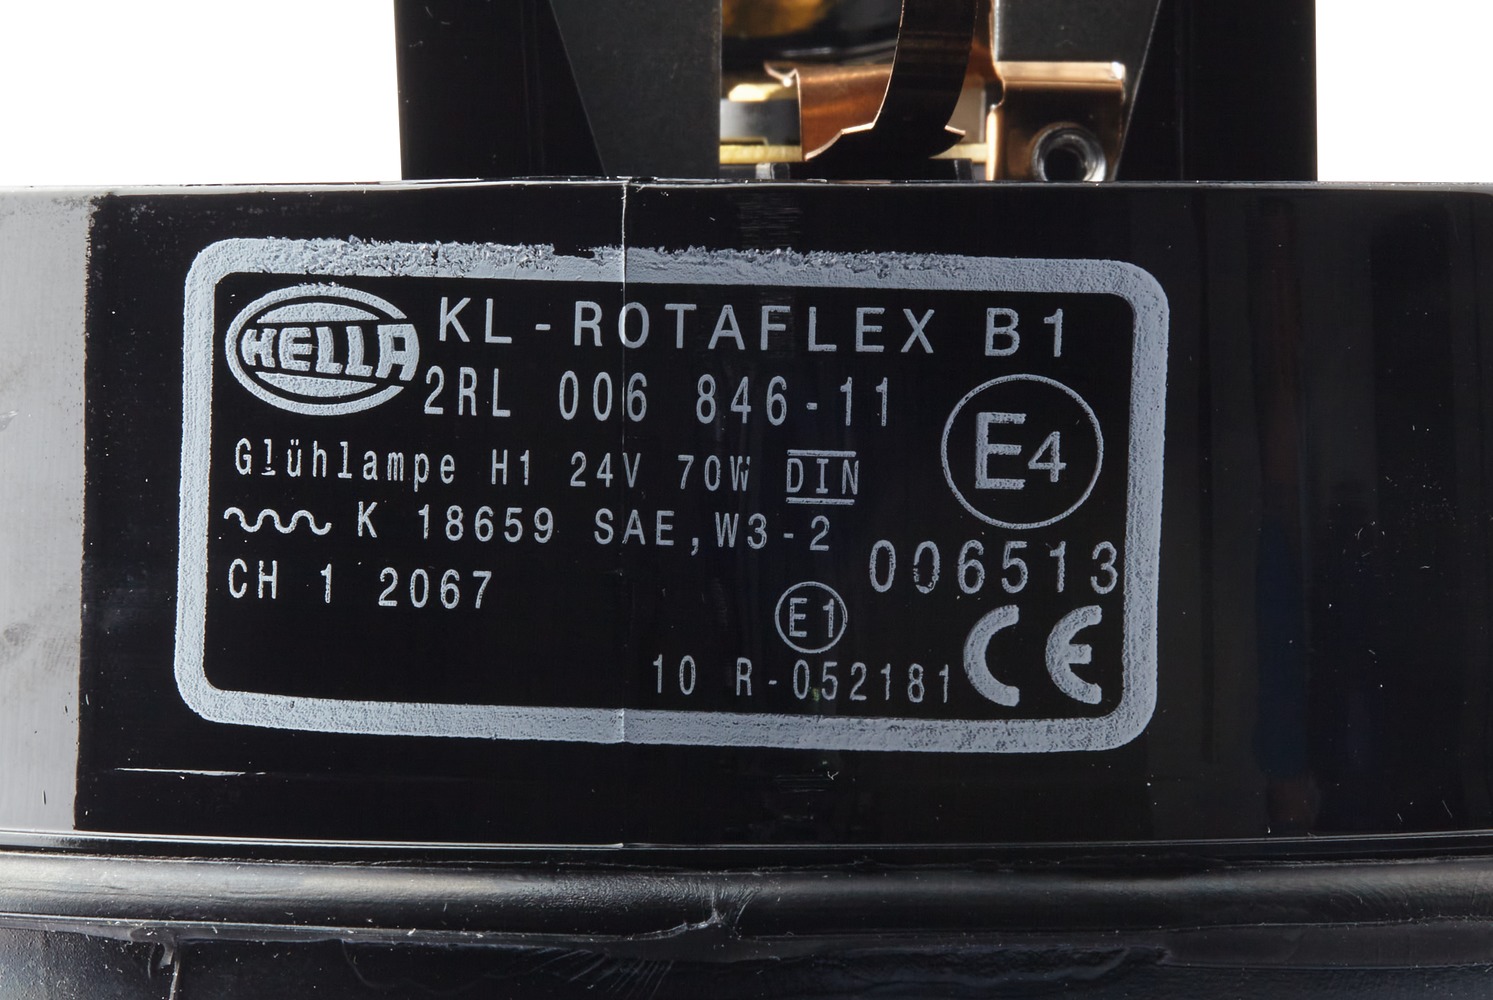 HELLA
KL-ROTAFLEX B1
2RL 006 846-11
Glühlampe H1 24V 70W DIN
K 18659 SAE,W3-2
CH 1 2067
E4
006513
E1
10 R-052181
CE